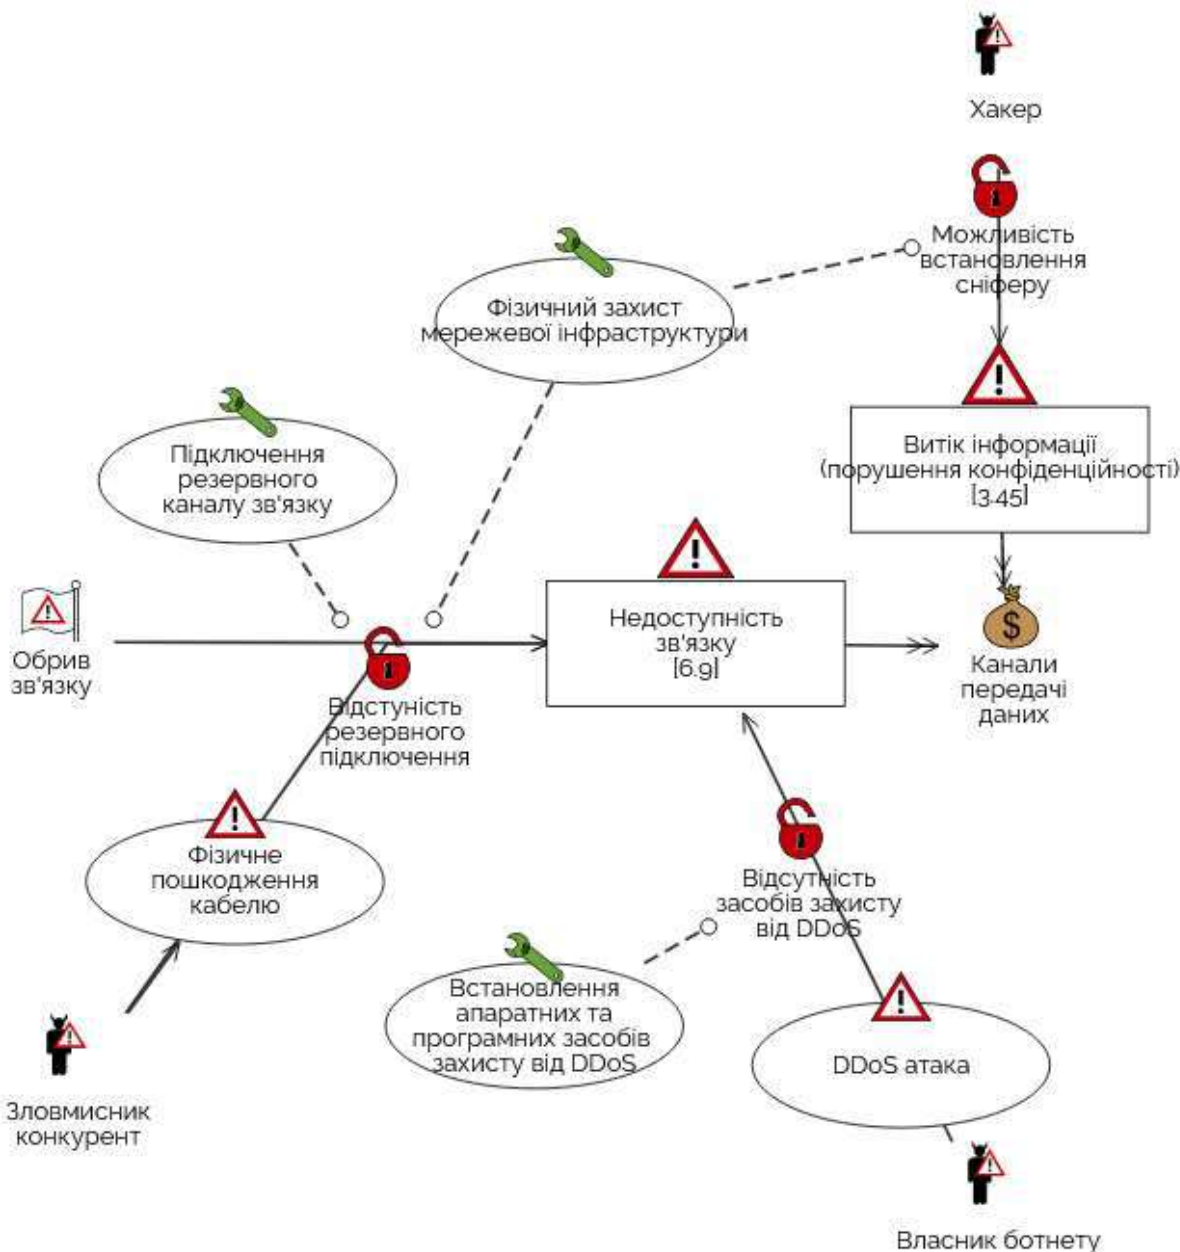 Хакер
Можливість
встановлення
сніферу
Фізичний захист
мережевої інфраструктури
Витік інформації
(порушення конфіденційності)
[3.45]
Підключення
резервного
каналу зв'язку
Недоступність
зв'язку
[6.9]
$
Обрив
зв'язку
Канали
передачі
даних
Відстуність
резервного
підключення
Фізичне
пошкодження
кабелю
Відсутність
засобів захисту
від DDoS
Встановлення
апаратних та
програмних засобів
захисту від DDoS
DDoS атака
Зловмисник
конкурент
Власник ботнету